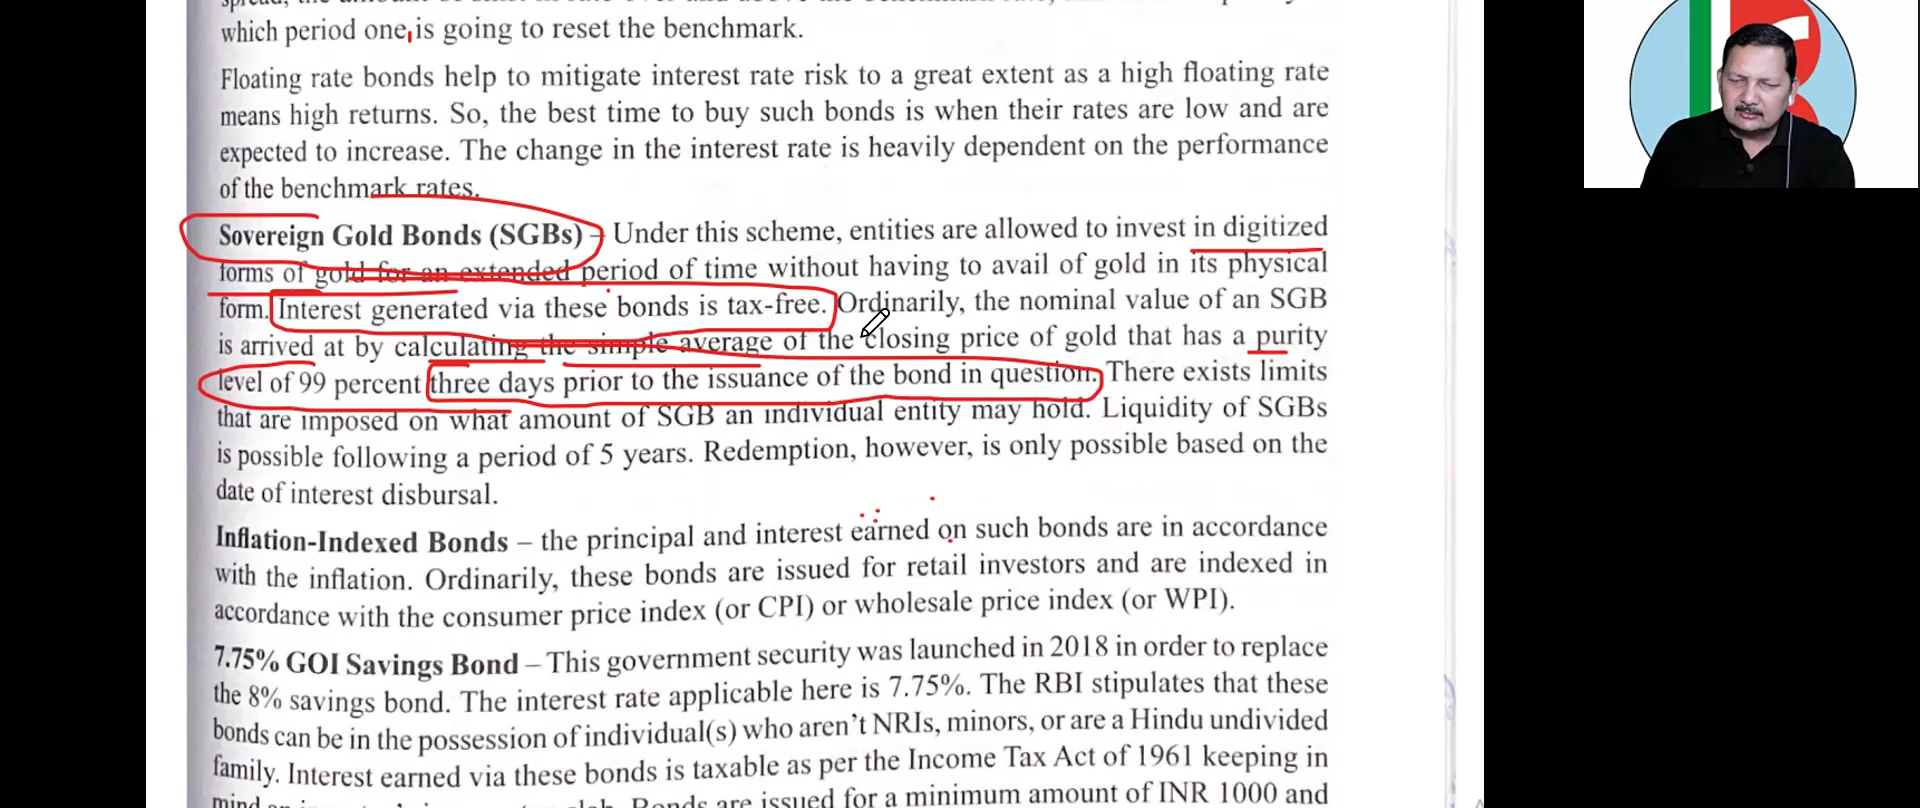 which period one is going to reset the benchmark.
Floating rate bonds help to mitigate interest rate risk to a great extent as a high floating rate
means high returns. So, the best time to buy such bonds is when their rates are low and are
expected to increase. The change in the interest rate is heavily dependent on the performance
of the benchmark rates.
Sovereign Gold Bonds (SGBs) – Under this scheme, entities are allowed to invest in digitized
forms of gold for an extended period of time without having to avail of gold in its physical
form. Interest generated via these bonds is tax-free. Ordinarily, the nominal value of an SGB
is arrived at by calculating the simple average of the closing price of gold that has a purity
level of 99 percent three days prior to the issuance of the bond in question. There exists limits
that are imposed on what amount of SGB an individual entity may hold. Liquidity of SGBs
is possible following a period of 5 years. Redemption, however, is only possible based on the
date of interest disbursal.
Inflation-Indexed Bonds – the principal and interest earned on such bonds are in accordance
with the inflation. Ordinarily, these bonds are issued for retail investors and are indexed in
accordance with the consumer price index (or CPI) or wholesale price index (or WPI).
7.75% GOI Savings Bond – This government security was launched in 2018 in order to replace
the 8% savings bond. The interest rate applicable here is 7.75%. The RBI stipulates that these
bonds can be in the possession of individual(s) who aren't NRIs, minors, or are a Hindu undivided
family. Interest earned via these bonds is taxable as per the Income Tax Act of 1961 keeping in
Bonds are issued for a minimum amount of INR 1000 and